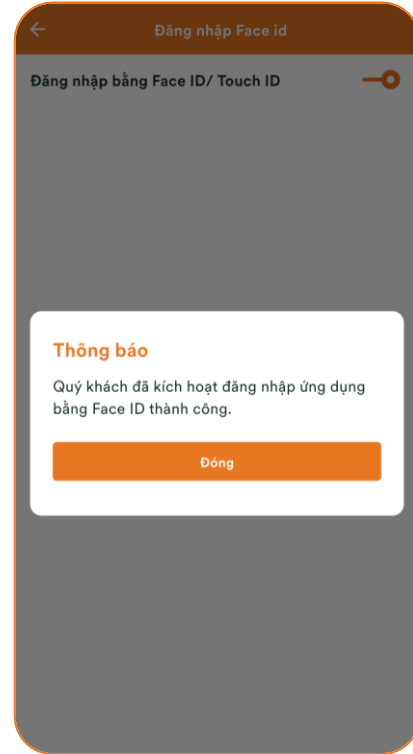 Đăng nhập Face id
Đăng nhập bằng Face ID/ Touch ID
Thông báo
Quý khách đã kích hoạt đăng nhập ứng dụng
bằng Face ID thành công.
Đóng